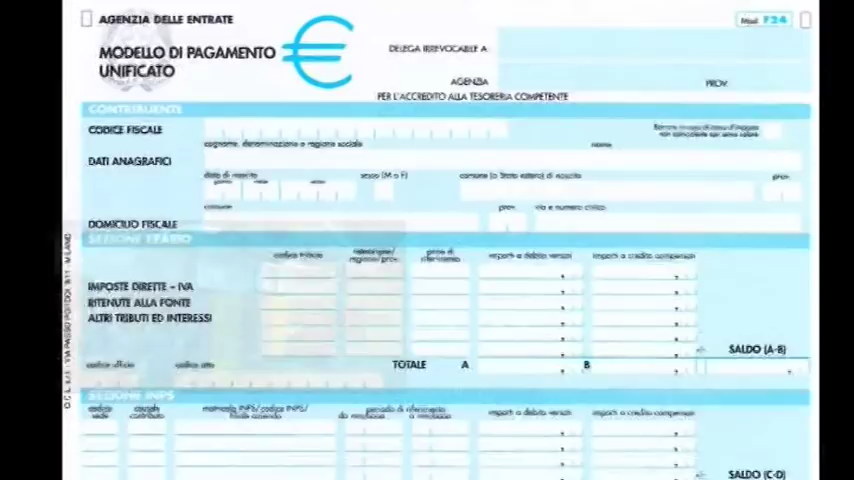 AGENZIA DELLE ENTRATE
Mod. F24
MODELLO DI PAGAMENTO
UNIFICATO
DELEGA IRREVOCABILE A:
AGENZIA
PROV.
PER L'ACCREDITO ALLA TESORERIA COMPETENTE
CONTRIBUENTE
CODICE FISCALE
cognome, denominazione o ragione sociale
nome
DATI ANAGRAFICI
data di nascita
sesso (M o F)
comune (o Stato estero) di nascita
prov.
giorno
mese
anno
comune
prov.
via e numero civico
DOMICILIO FISCALE
SEZIONE ERARIO
codice tributo
rateazione/
regione/prov.
anno di
riferimento
importi a debito versati
importi a credito compensati
IMPOSTE DIRETTE – IVA
RITENUTE ALLA FONTE
ALTRI TRIBUTI ED INTERESSI
+/–
SALDO (A-B)
codice ufficio
codice atto
TOTALE
A
B
SEZIONE INPS
codice
sede
causale
contributo
matricola INPS/codice INPS/
filiale azienda
periodo di riferimento
da mm/aaaa
a mm/aaaa
importi a debito versati
importi a credito compensati
+/–
SALDO (C-D)